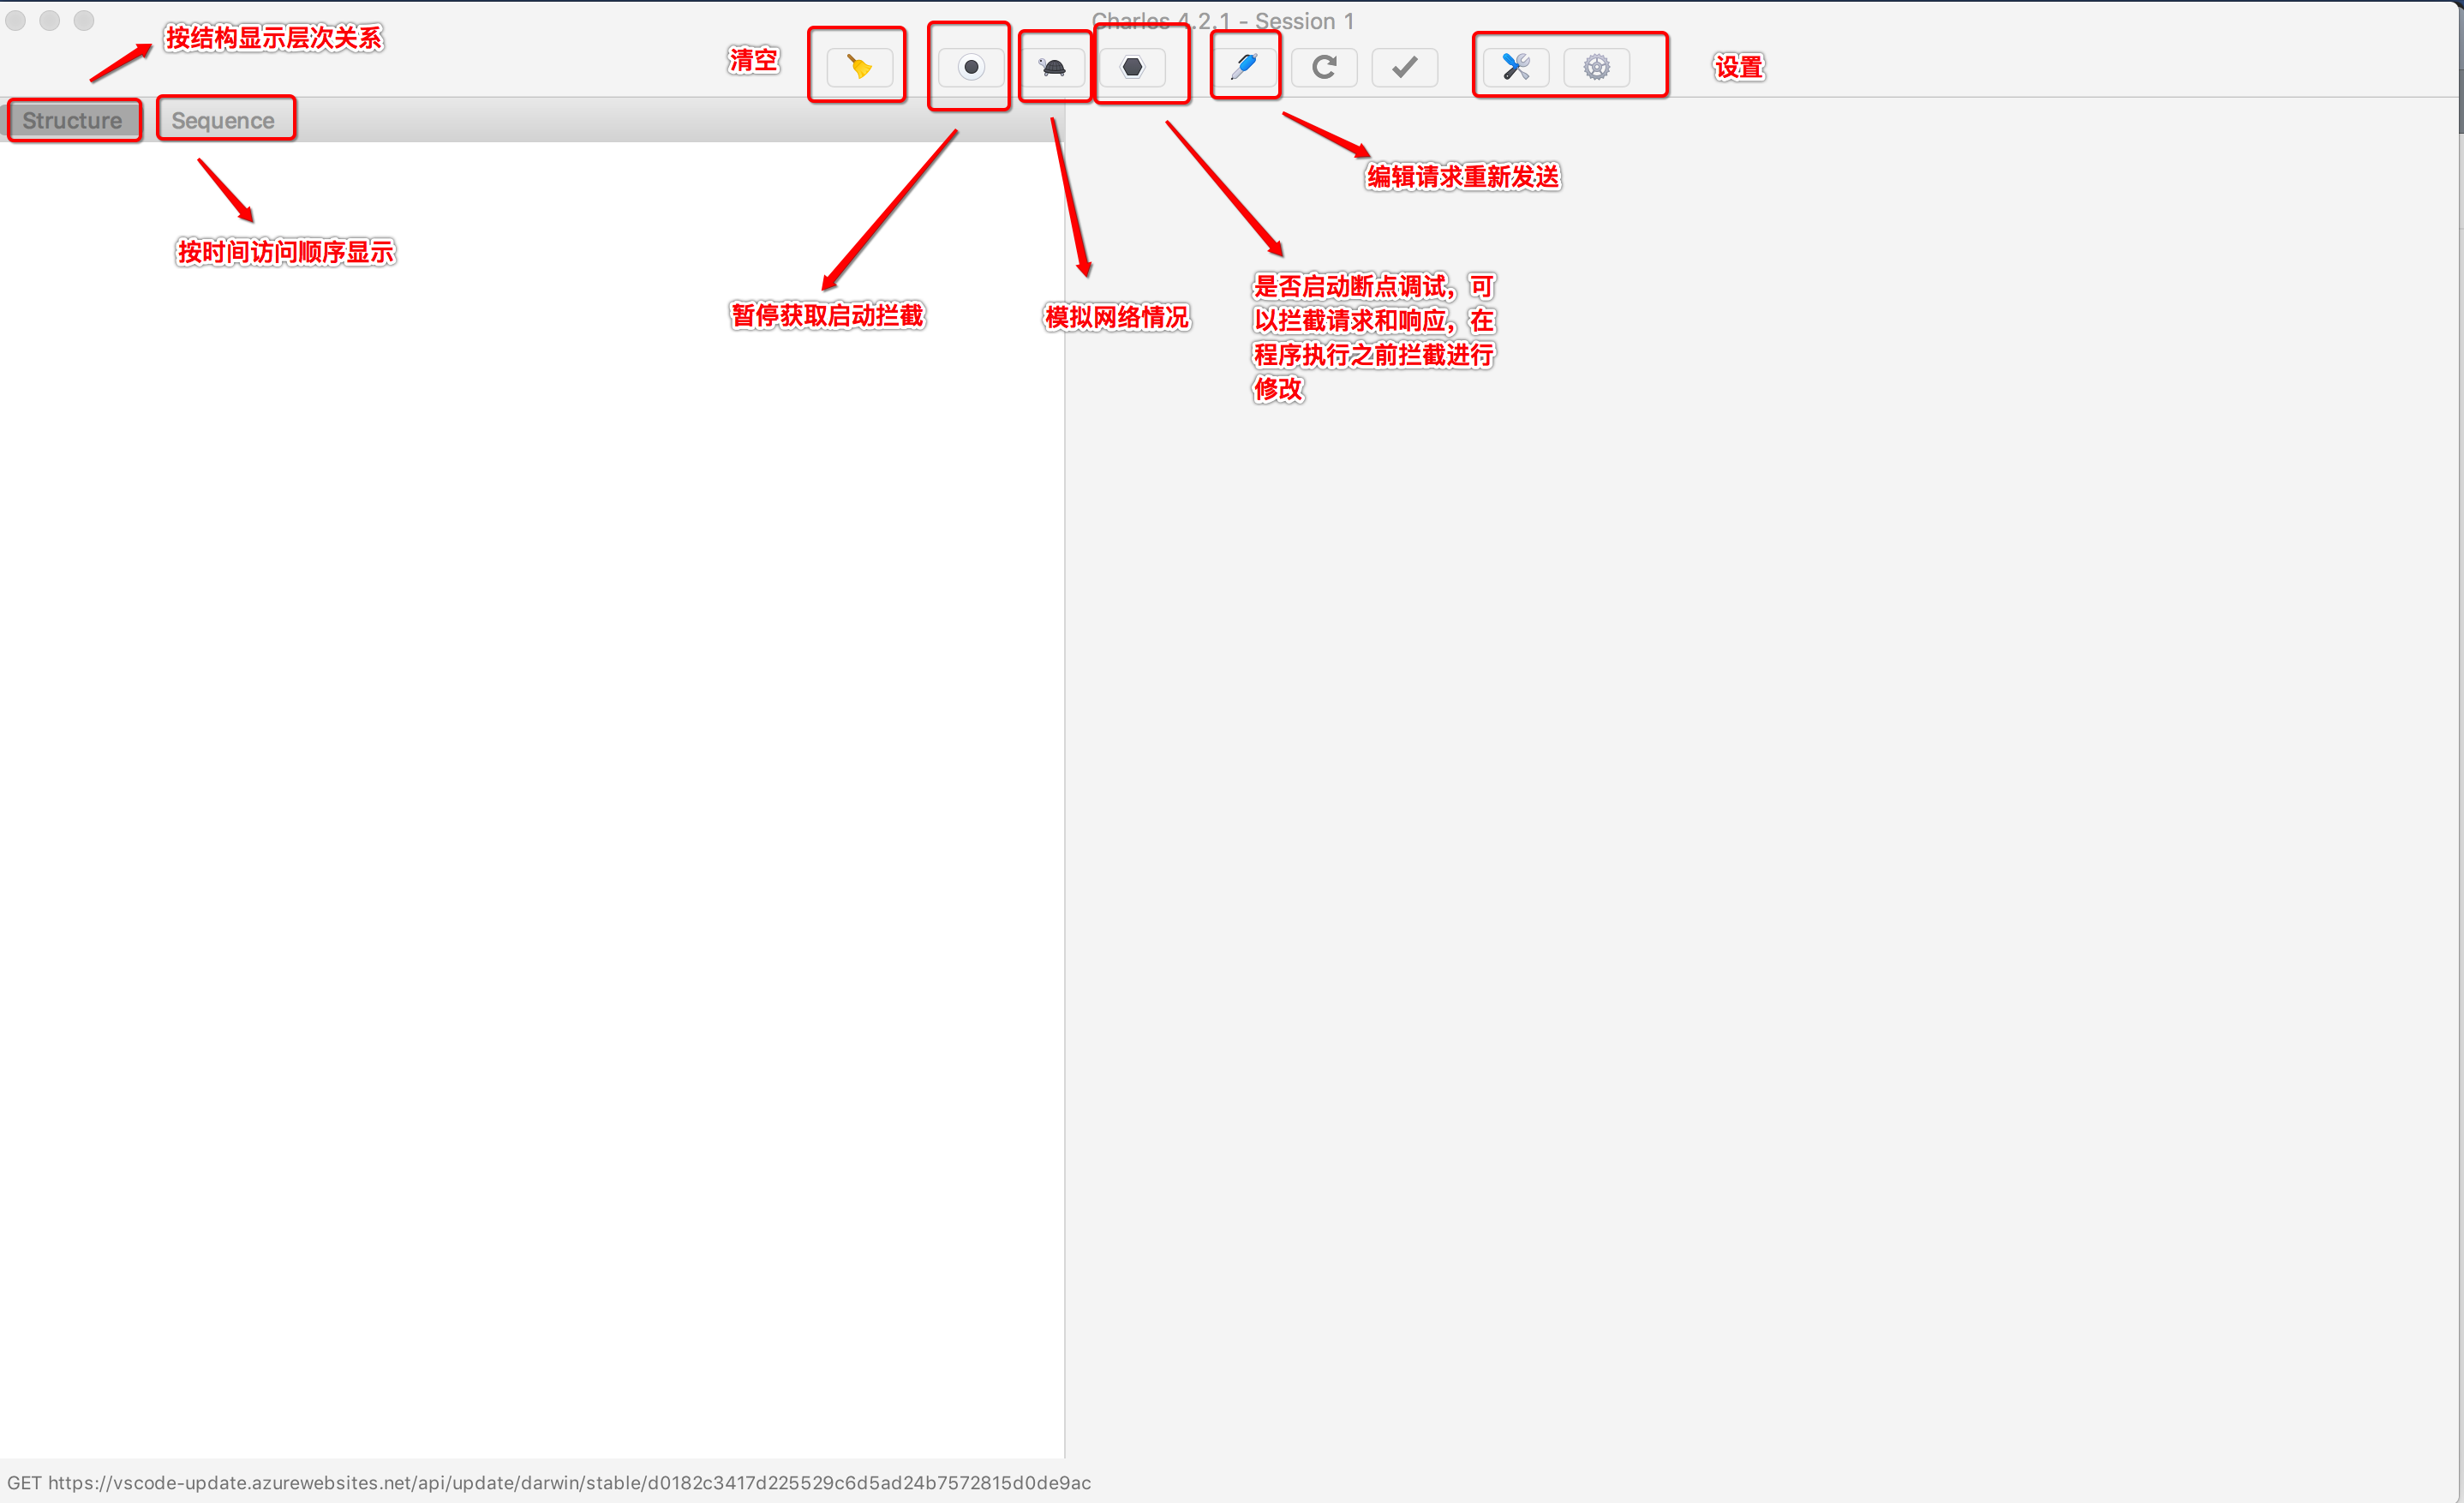 Charles 4.2.1 - Session 1
按结构显示层次关系
清空
设置
Structure
Sequence
编辑请求重新发送
按时间访问顺序显示
暂停获取启动拦截
模拟网络情况
是否启动断点调试，可
以拦截请求和响应，在
程序执行之前拦截进行
修改
GET https://vscode-update.azurewebsites.net/api/update/darwin/stable/d0182c3417d225529c6d5ad24b7572815d0de9ac